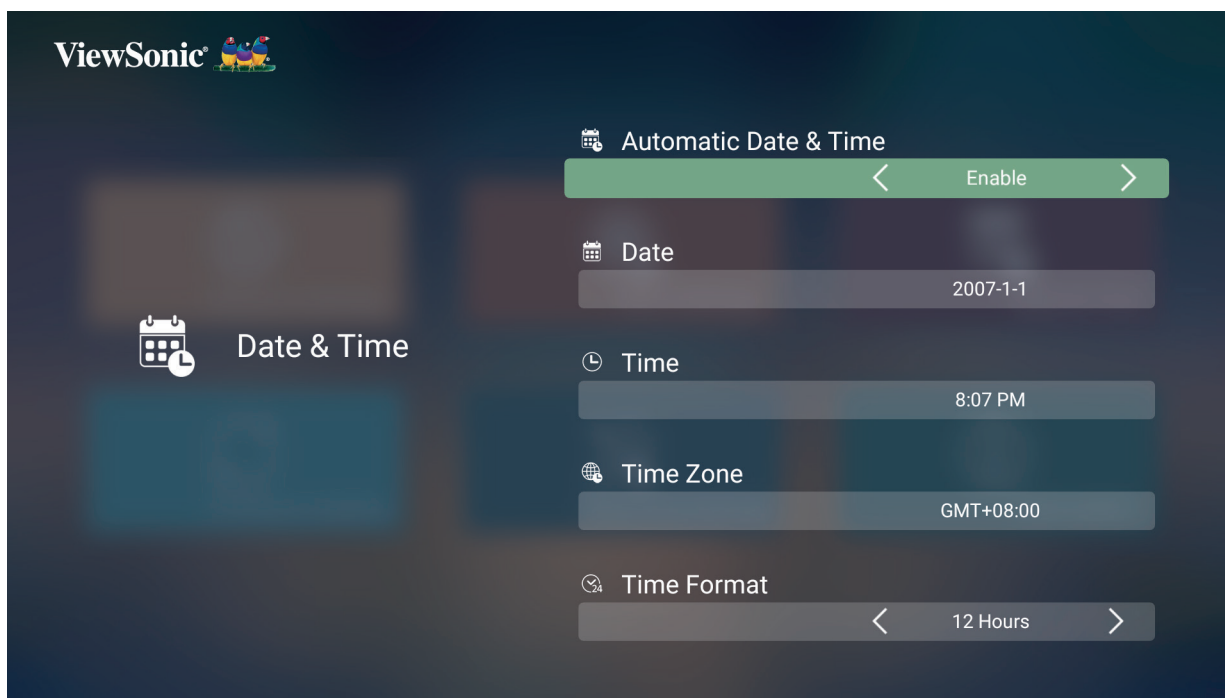 ViewSonic®
Automatic Date & Time
Enable
Date
2007-1-1
Date & Time
Time
8:07 PM
Time Zone
GMT+08:00
24
Time Format
12 Hours